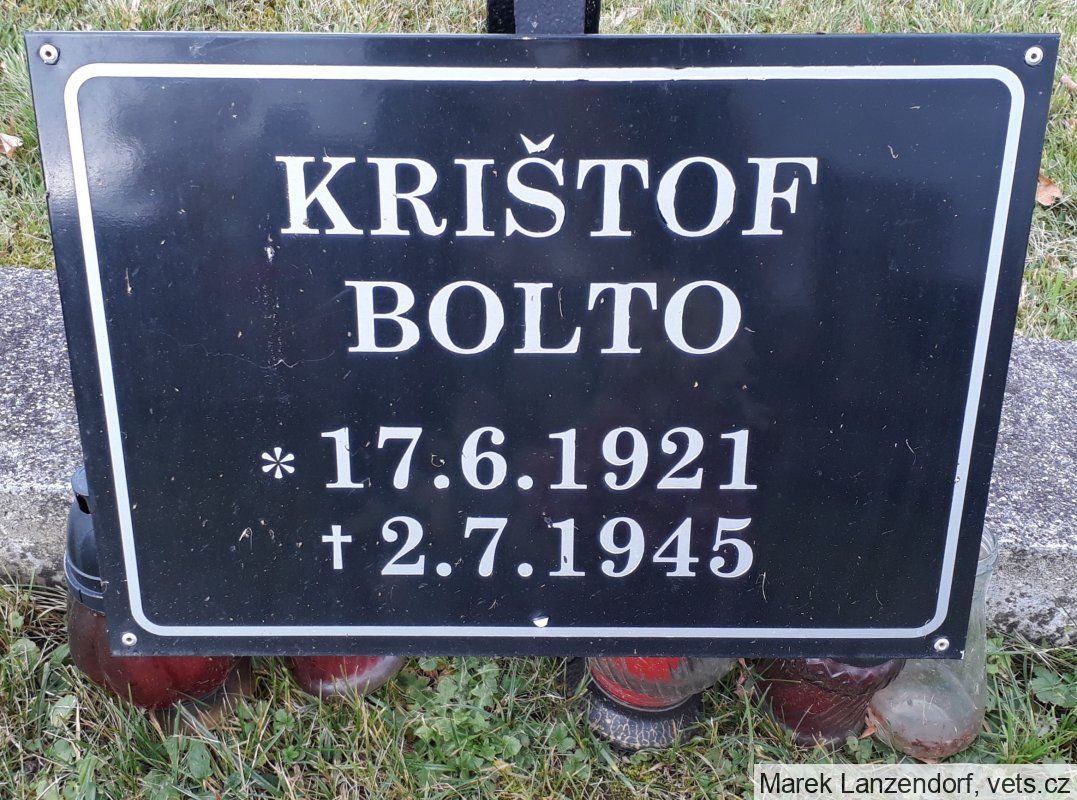 KRIŠTOF
BOLTO
* 17.6.1921
† 2.7.1945
Marek Lanzendorf, vets.cz